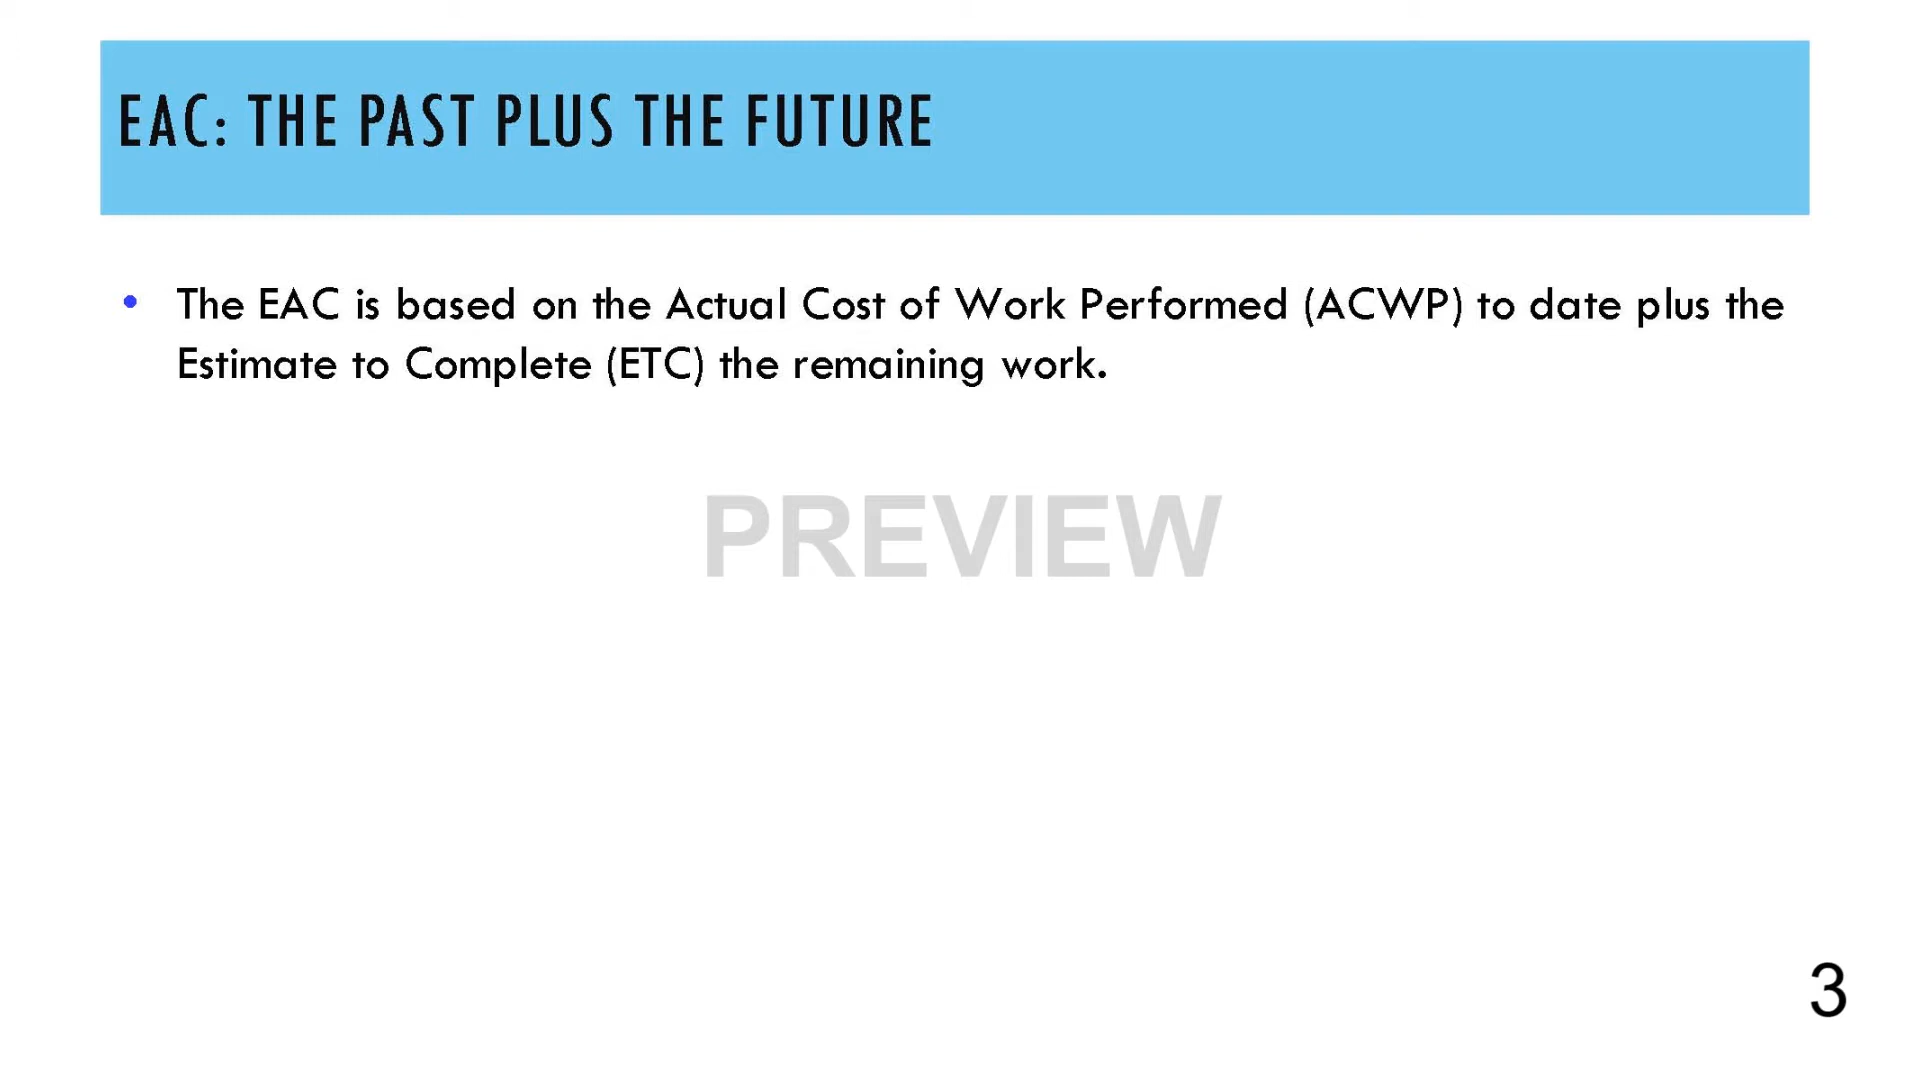 EAC: THE PAST PLUS THE FUTURE
• The EAC is based on the Actual Cost of Work Performed (ACWP) to date plus the
Estimate to Complete (ETC) the remaining work.
PREVIEW
3